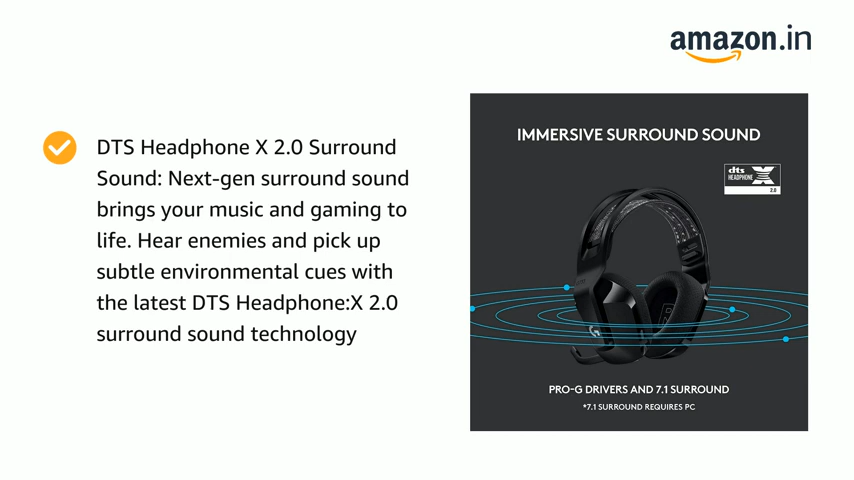 amazon.in
DTS Headphone X 2.0 Surround
Sound: Next-gen surround sound
brings your music and gaming to
life. Hear enemies and pick up
subtle environmental cues with
the latest DTS Headphone:X 2.0
surround sound technology
IMMERSIVE SURROUND SOUND
dts
HEADPHONE X
2.0
PRO-G DRIVERS AND 7.1 SURROUND
*7.1 SURROUND REQUIRES PC